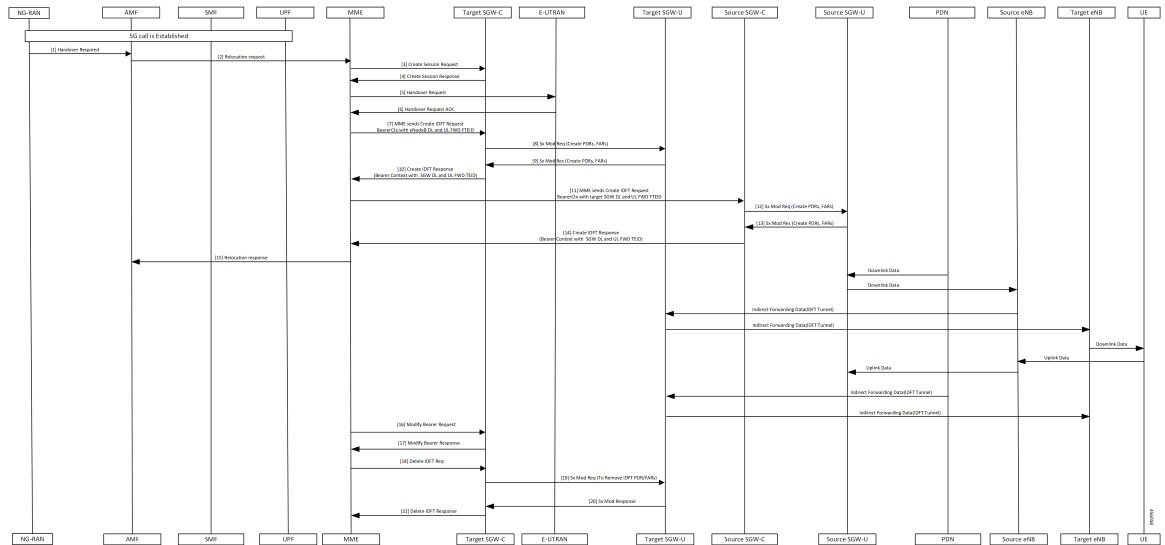 NG-RAN AMF SMF UPF MME Target SGW-C E-UTRAN Target SGW-U Source SGW-C Source SGW-U PDN Source eNB Target eNB UE
5G call is Established
[1] Handover Required
[2] Relocation request
[3] Create Session Request
[4] Create Session Response
[5] Handover Request
[6] Handover Request ACK
[7] MME sends Create IDFT Request
BearerCtx with eNodeB DL and UL FWD FTEID
[8] Sx Mod Req (Create PDRs, FARs)
[9] Sx Mod Res (Create PDRs, FARs)
[10] Create IDFT Response
(Bearer Context with SGW DL and UL FWD TEID)
[11] MME sends Create IDFT Request
BearerCtx with target SGW DL and UL FWD FTEID
[12] Sx Mod Req (Create PDRs, FARs)
[13] Sx Mod Res (Create PDRs, FARs)
[14] Create IDFT Response
(Bearer Context with SGW DL and UL FWD TEID)
[15] Relocation response
Downlink Data
Downlink Data
Indirect Forwarding Data(IDFT Tunnel)
Indirect Forwarding Data(IDFT Tunnel)
Downlink Data
Uplink Data
Uplink Data
Indirect Forwarding Data(IDFT Tunnel)
Indirect Forwarding Data(IDFT Tunnel)
[16] Modify Bearer Request
[17] Modify Bearer Response
[18] Delete IDFT Req
[19] Sx Mod Req (To Remove IDFT PDR/FARs)
[20] Sx Mod Response
[21] Delete IDFT Response
NG-RAN AMF SMF UPF MME Target SGW-C E-UTRAN Target SGW-U Source SGW-C Source SGW-U PDN Source eNB Target eNB UE